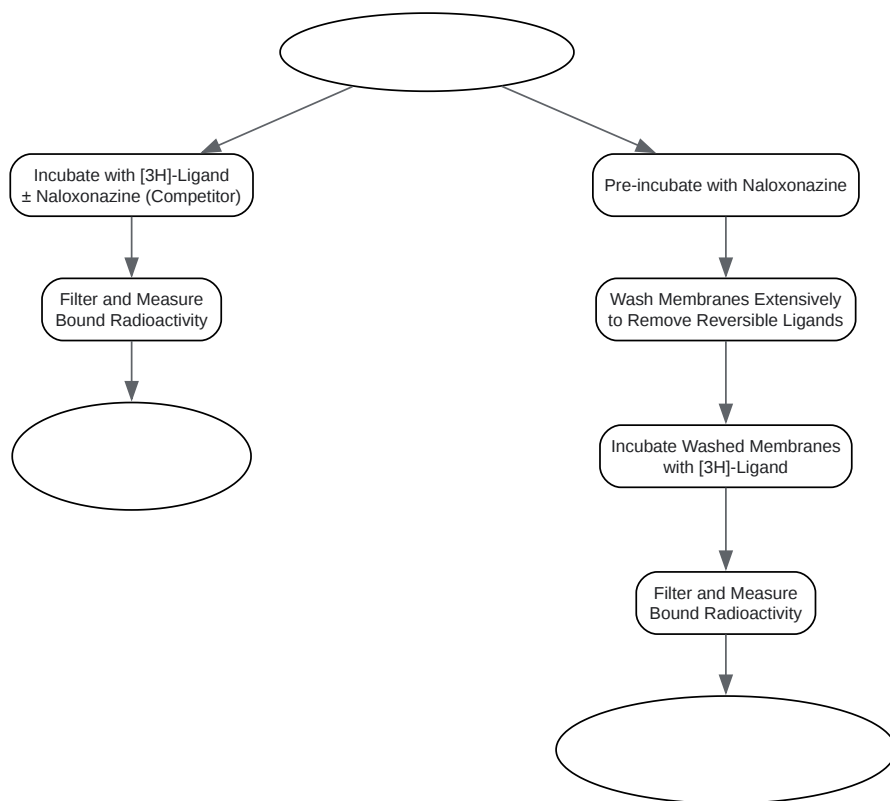 Incubate with [3H]-Ligand
± Naloxonazine (Competitor)
Filter and Measure
Bound Radioactivity
Pre-incubate with Naloxonazine
Wash Membranes Extensively
to Remove Reversible Ligands
Incubate Washed Membranes
with [3H]-Ligand
Filter and Measure
Bound Radioactivity